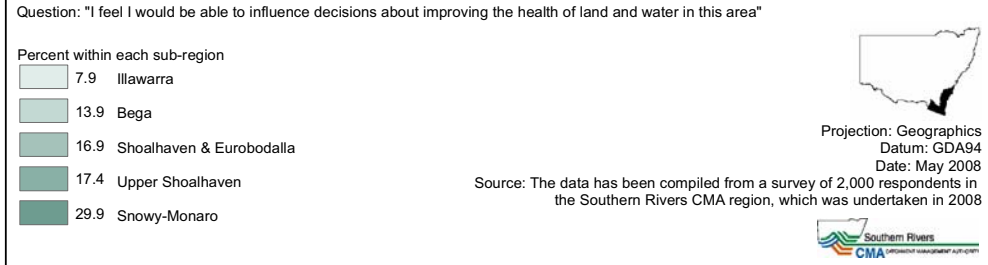 Question: "I feel I would be able to influence decisions about improving the health of land and water in this area"
Percent within each sub-region
7.9 Illawarra
13.9 Bega
16.9 Shoalhaven & Eurobodalla
17.4 Upper Shoalhaven
29.9 Snowy-Monaro
Projection: Geographics
Datum: GDA94
Date: May 2008
Source: The data has been compiled from a survey of 2,000 respondents in
the Southern Rivers CMA region, which was undertaken in 2008
Southern Rivers
CMA CATCHMENT MANAGEMENT AUTHORITY